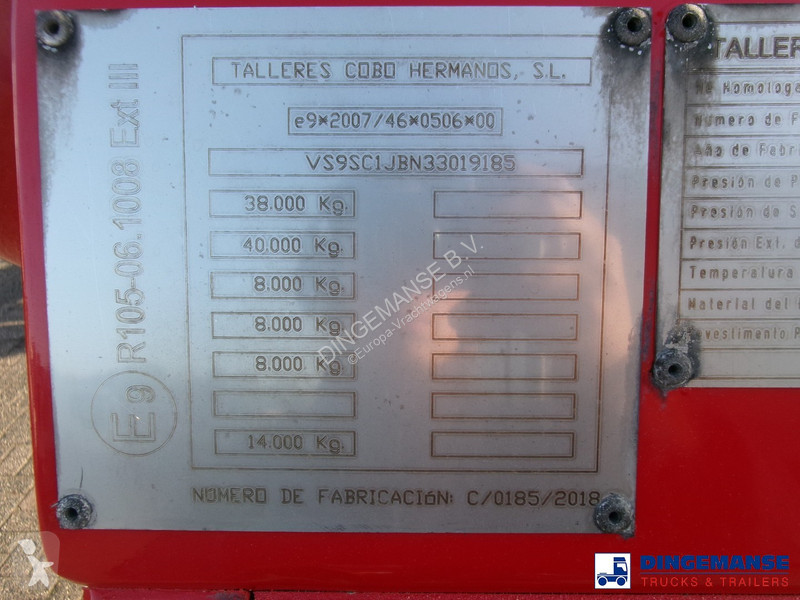 TALLERES COBO HERMANOS, S.L.
e9*2007/46*0506*00
VS9SC1JBN33019185
38.000 Kg.
40.000 Kg.
8.000 Kg.
8.000 Kg.
8.000 Kg.
14.000 Kg.
NÚMERO DE FABRICACIÓN: C/0185/2018
E9 R105-06.1008 Ext III
TALLER
Nº Homologa
Número de F
Año de Fabri
Presión de P
Presión de S
Presión Ext. d
Temperatura
Material del
DINGEMANSE B.V.
©Europa-Vrachtwagens.nl
DINGEMANSE
TRUCKS & TRAILERS